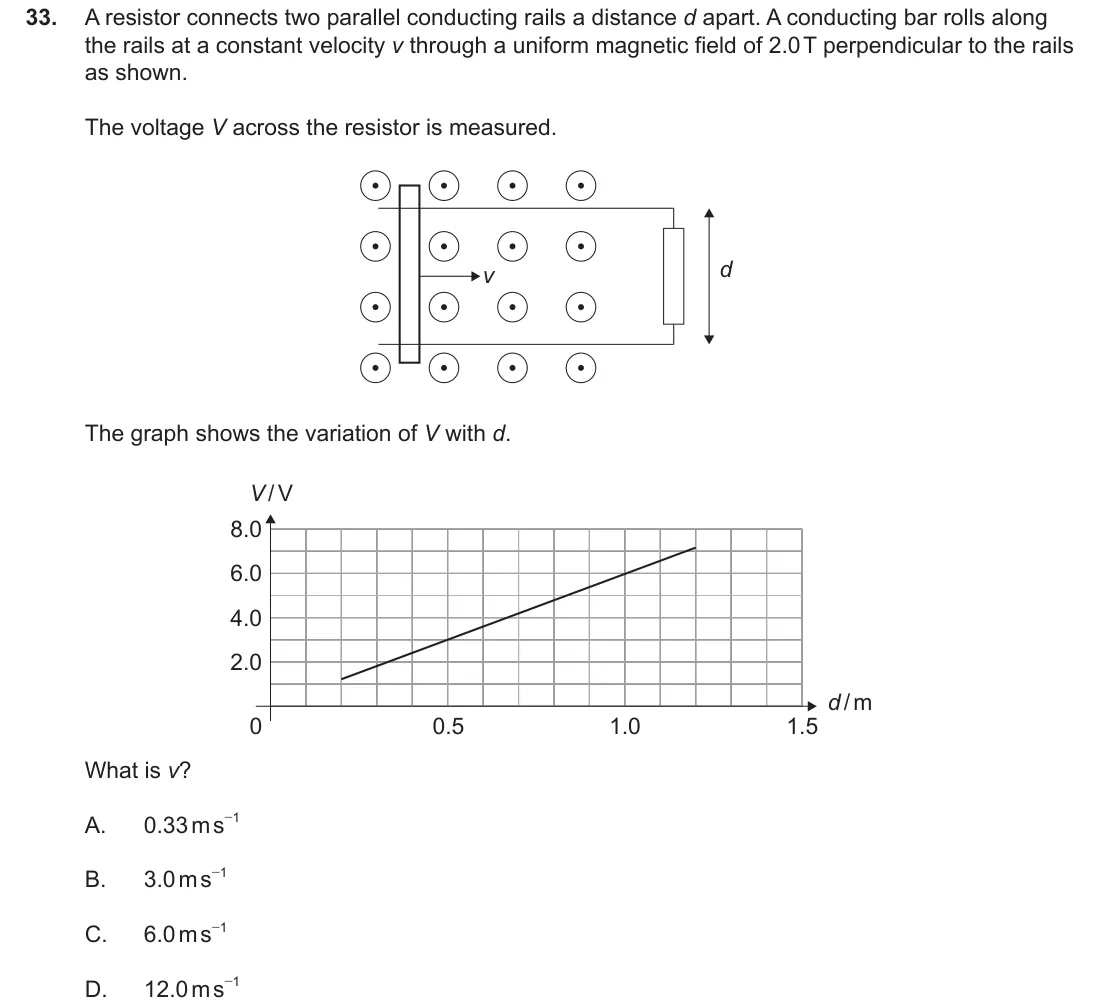 33. A resistor connects two parallel conducting rails a distance d apart. A conducting bar rolls along
the rails at a constant velocity v through a uniform magnetic field of 2.0 T perpendicular to the rails
as shown.
The voltage V across the resistor is measured.
v
d
The graph shows the variation of V with d.
V/V
8.0
6.0
4.0
2.0
0
0.5
1.0
1.5
d/m
What is v?
A. 0.33 m s⁻¹
B. 3.0 m s⁻¹
C. 6.0 m s⁻¹
D. 12.0 m s⁻¹